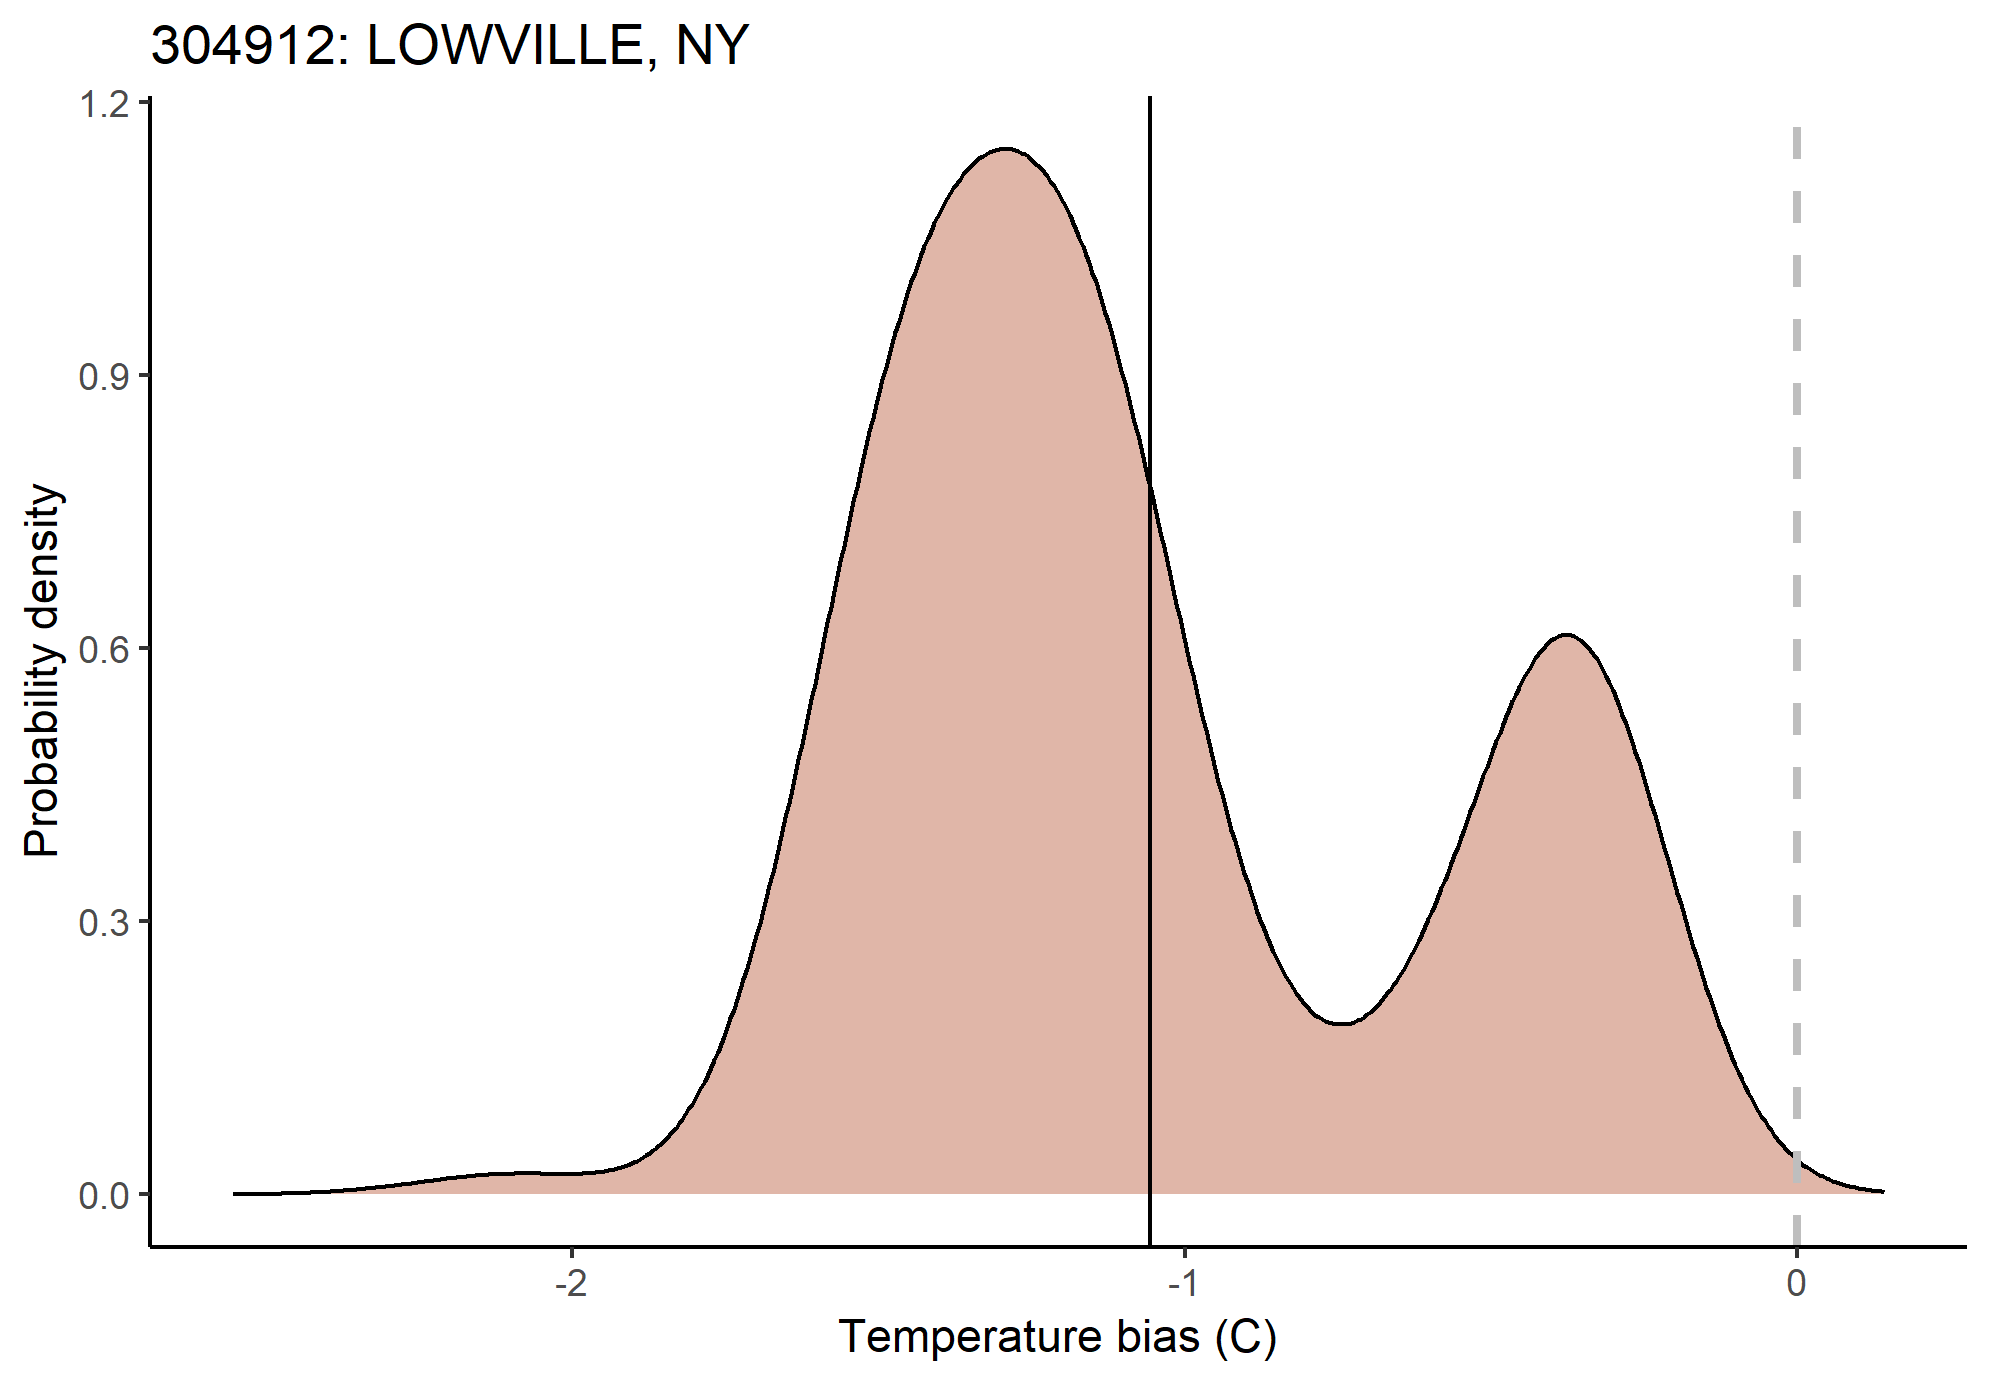 304912: LOWVILLE, NY
1.2
0.9
0.6
0.3
0.0
Probability density
-2
-1
0
Temperature bias (C)